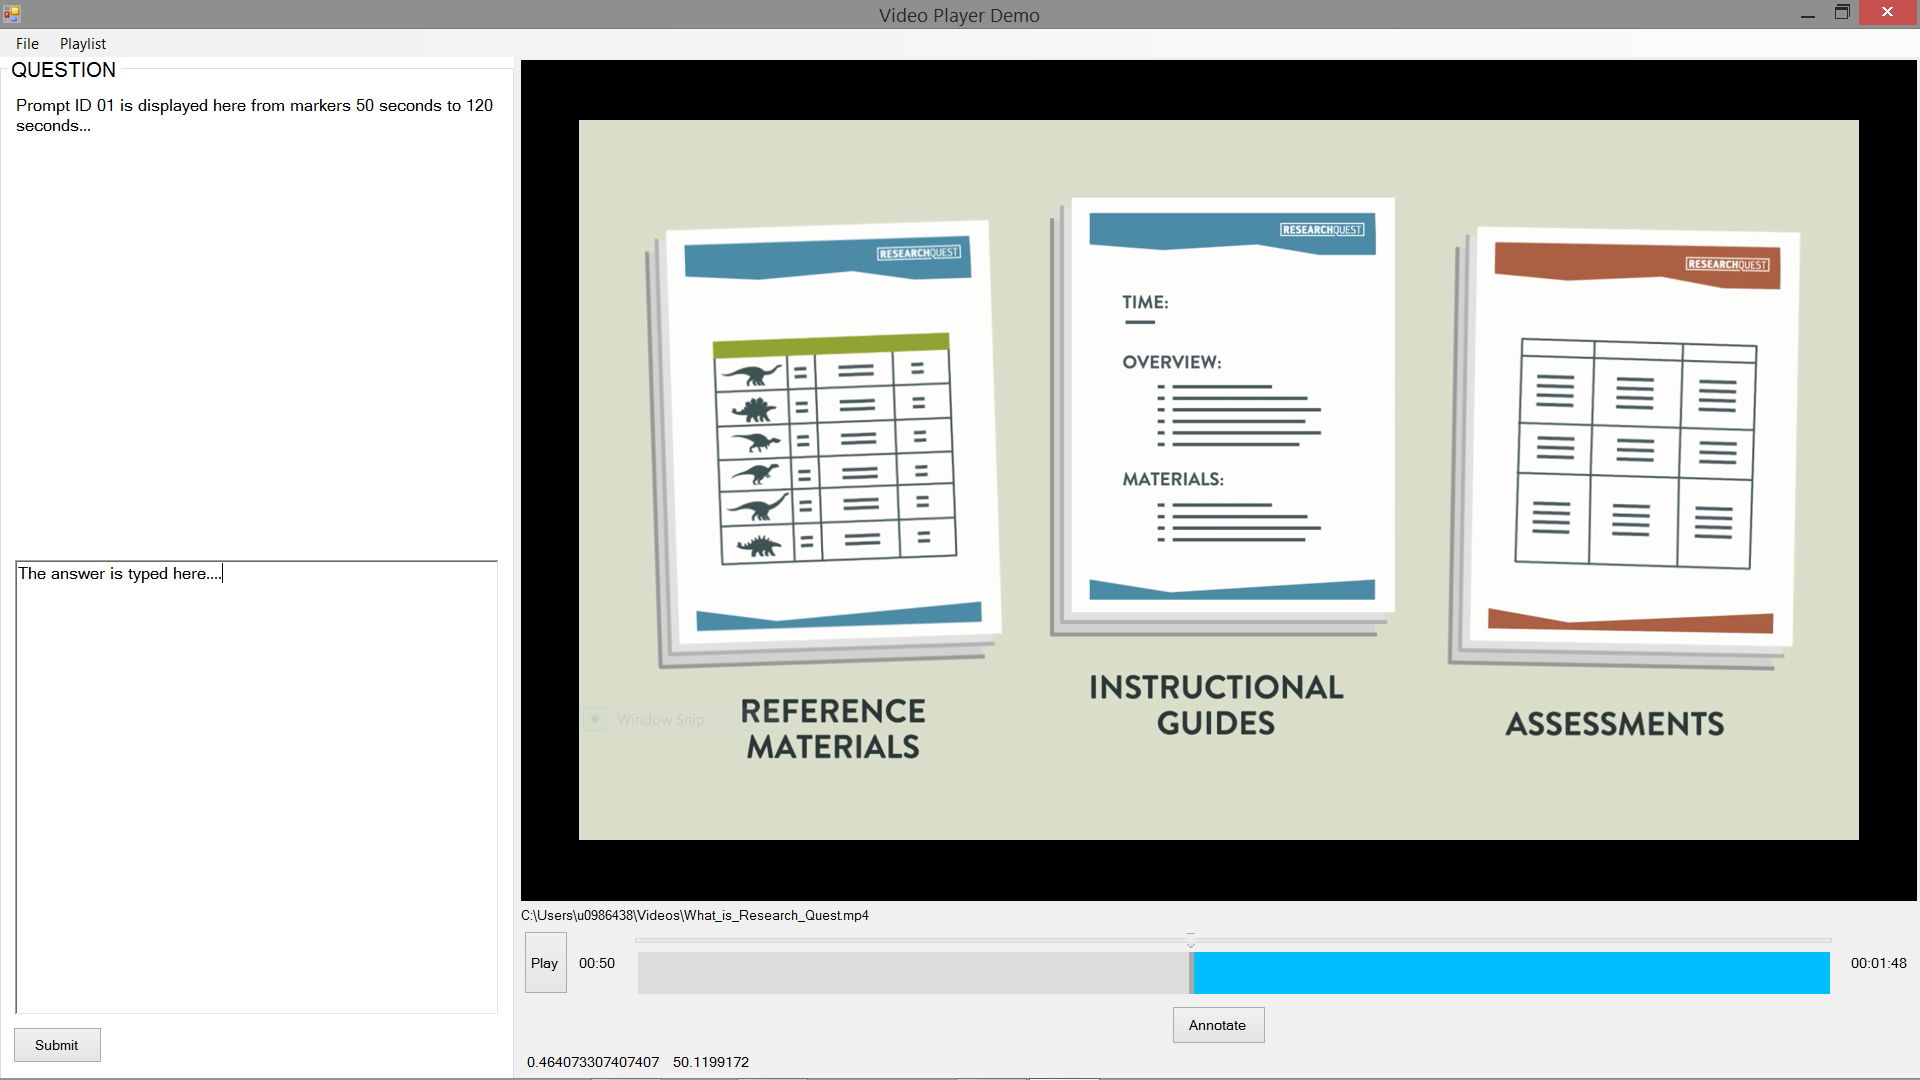 Video Player Demo
File Playlist
QUESTION
Prompt ID 01 is displayed here from markers 50 seconds to 120
seconds...
The answer is typed here....
Submit
RESEARCHQUEST
RESEARCHQUEST
TIME:
OVERVIEW:
MATERIALS:
RESEARCHQUEST
REFERENCE
MATERIALS
INSTRUCTIONAL
GUIDES
ASSESSMENTS
Window Snip
C:\Users\u0986438\Videos\What_is_Research_Quest.mp4
Play
00:50
00:01:48
Annotate
0.464073307407407 50.1199172